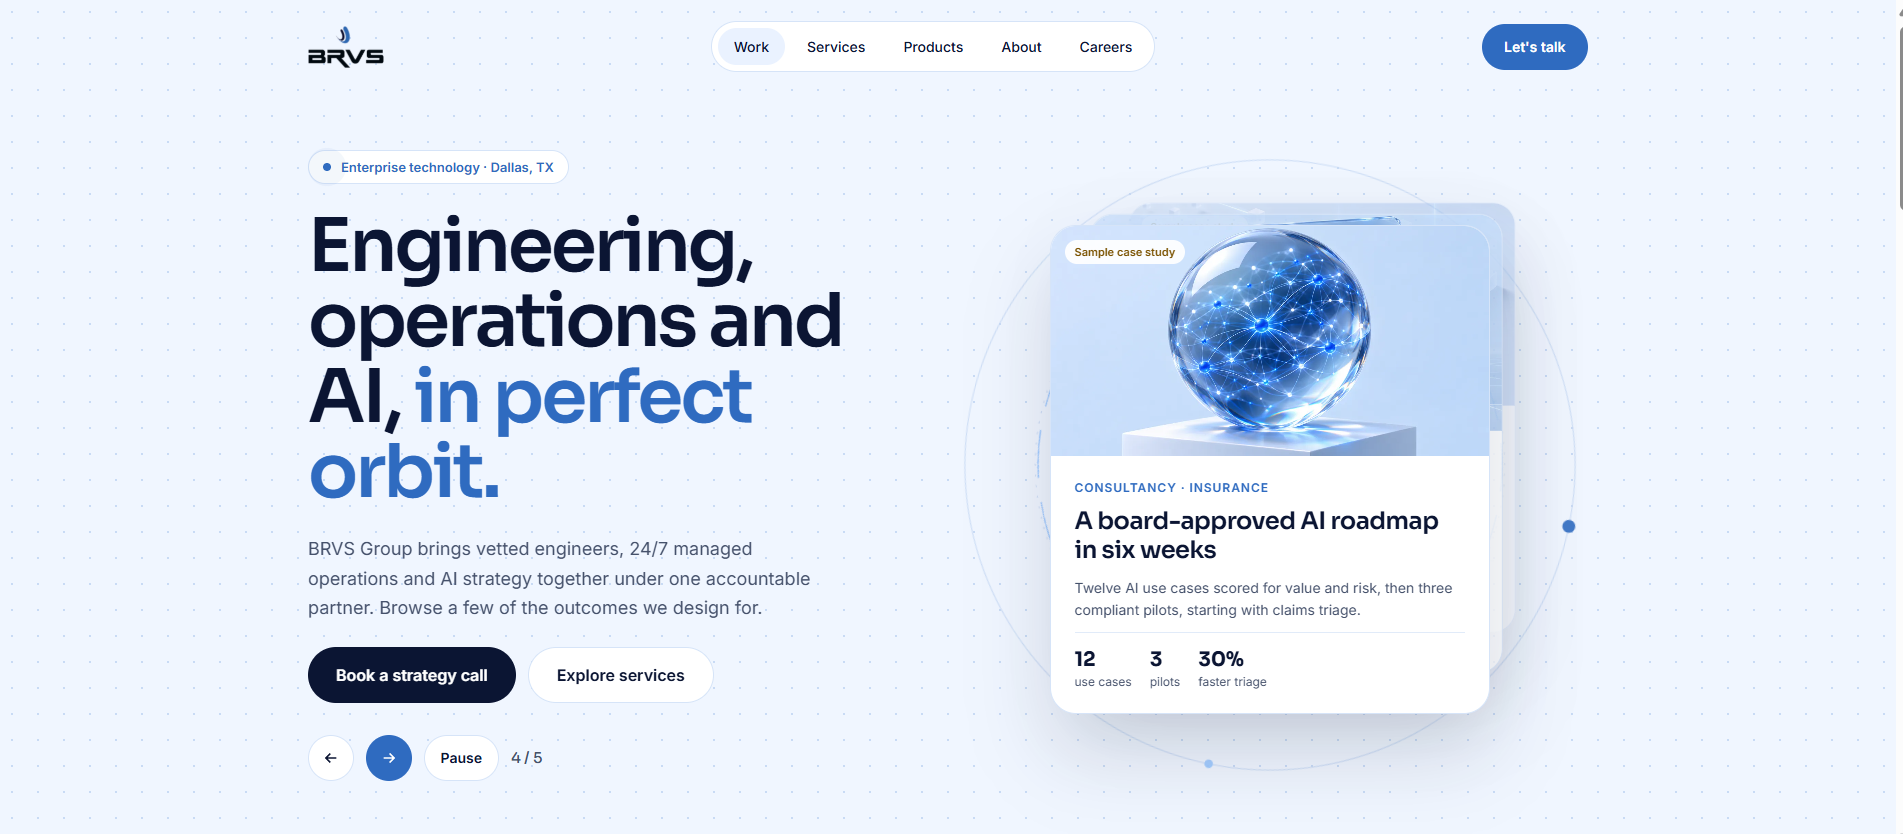 BRVS
Work
Services
Products
About
Careers
Let's talk
Enterprise technology · Dallas, TX
Engineering,
operations and
AI, in perfect
orbit.
BRVS Group brings vetted engineers, 24/7 managed
operations and AI strategy together under one accountable
partner. Browse a few of the outcomes we design for.
Book a strategy call
Explore services
←
→
Pause
4 / 5
Sample case study
CONSULTANCY · INSURANCE
A board-approved AI roadmap
in six weeks
Twelve AI use cases scored for value and risk, then three
compliant pilots, starting with claims triage.
12
use cases
3
pilots
30%
faster triage